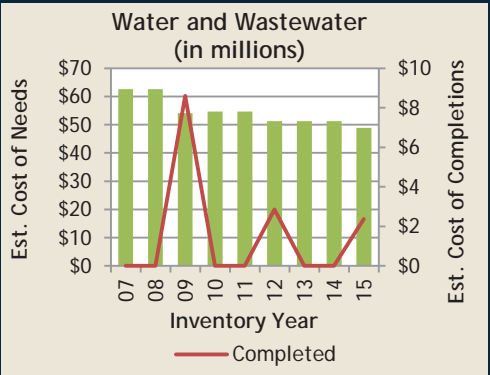 Water and Wastewater
(in millions)
Est. Cost of Needs
$70
$60
$50
$40
$30
$20
$10
$0
$10
$8
$6
$4
$2
$0
Est. Cost of Completions
07 08 09 10 11 12 13 14 15
Inventory Year
Completed